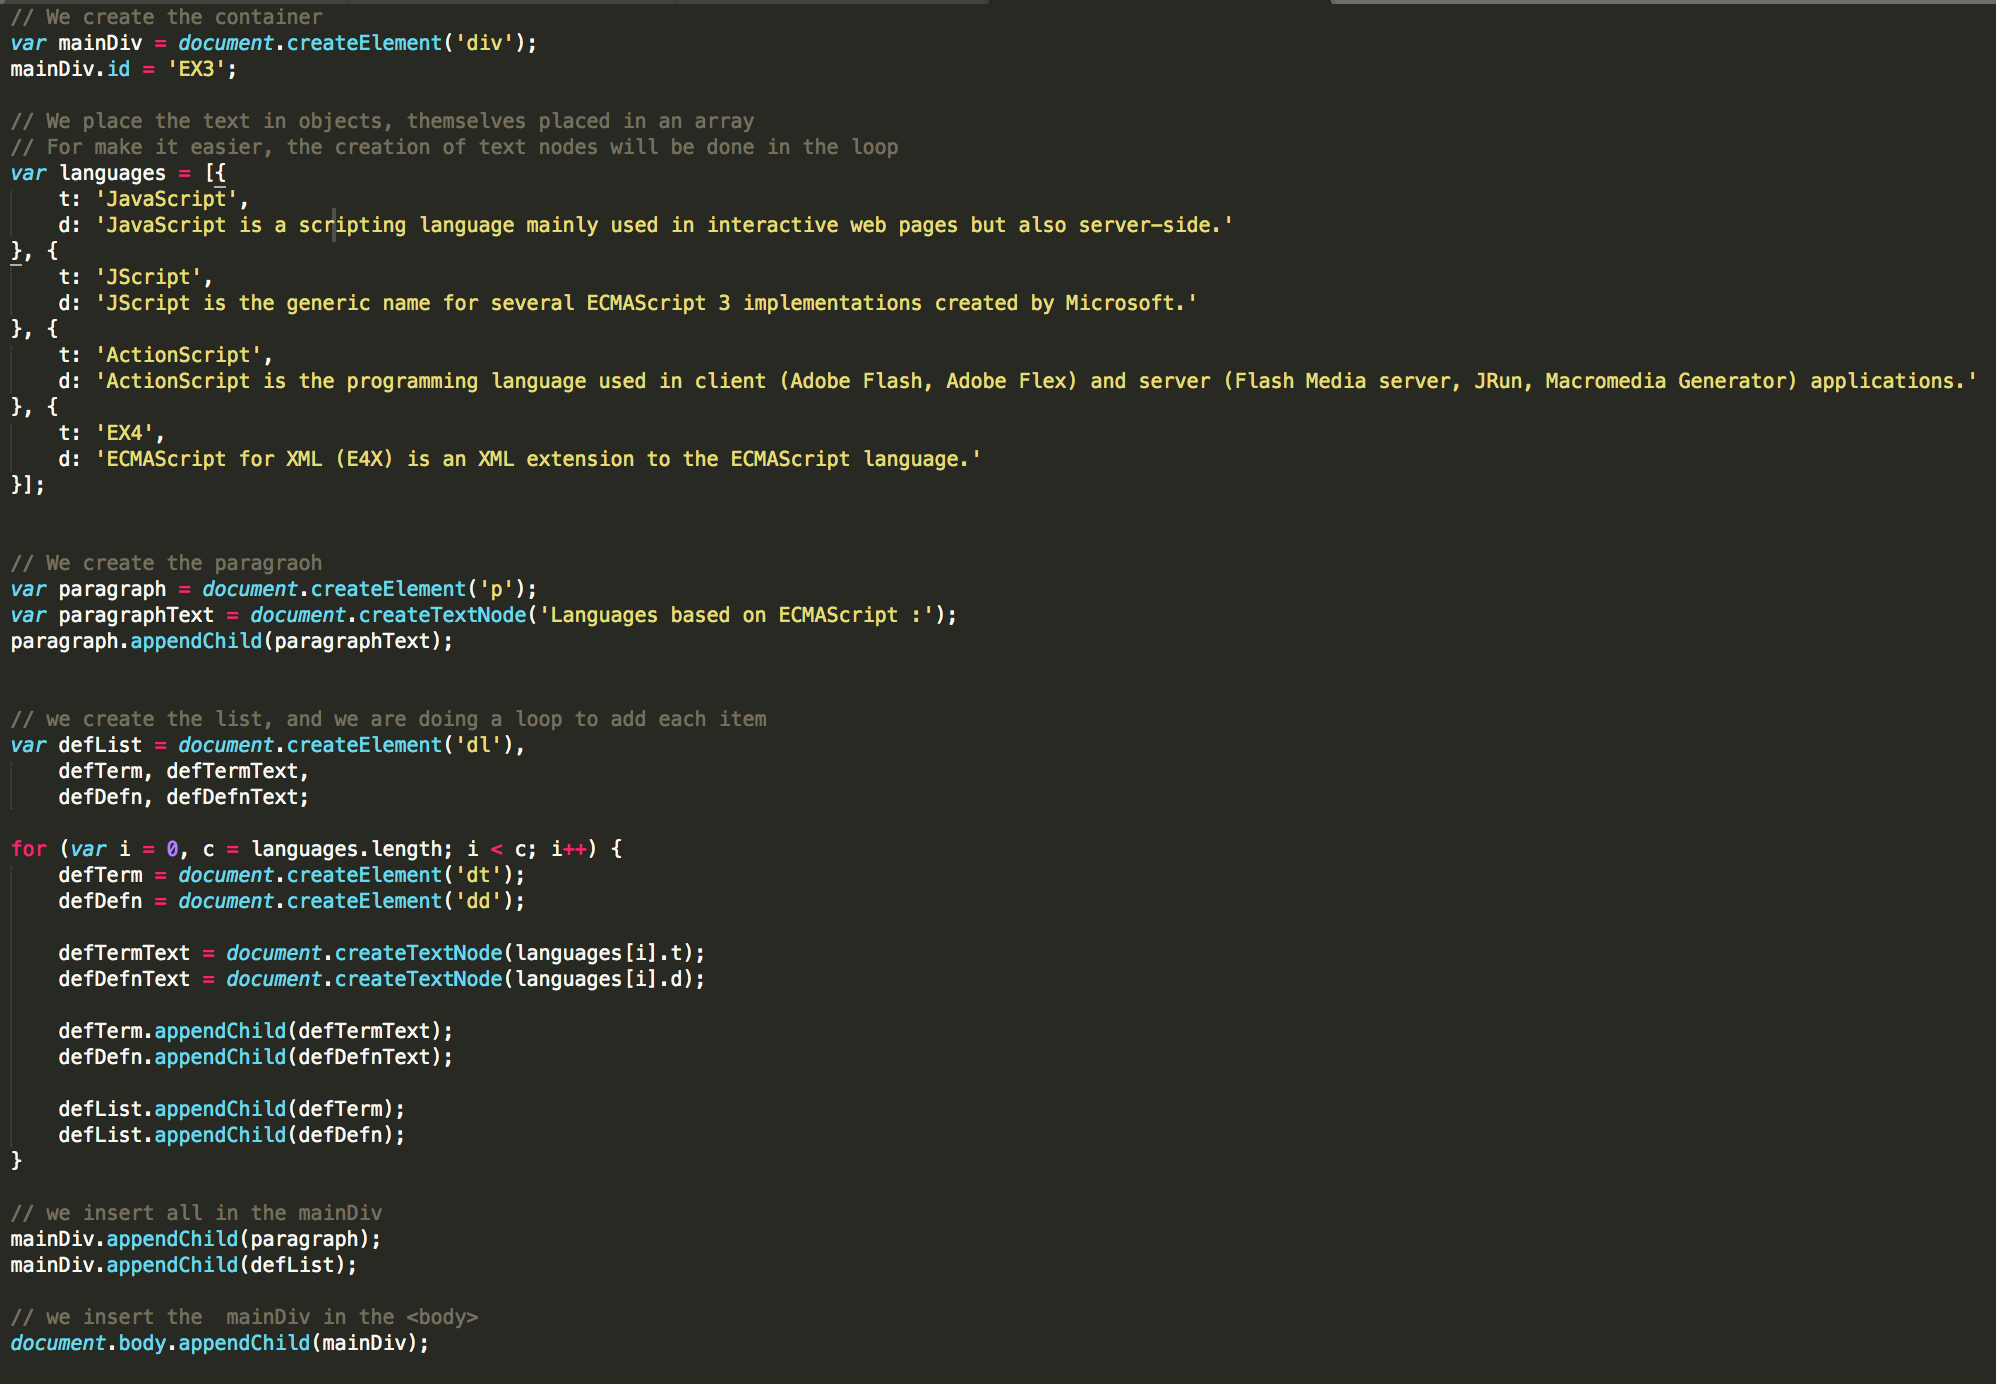 // We create the container
var mainDiv = document.createElement('div');
mainDiv.id = 'EX3';
// We place the text in objects, themselves placed in an array
// For make it easier, the creation of text nodes will be done in the loop
var languages = [{
    t: 'JavaScript',
    d: 'JavaScript is a scripting language mainly used in interactive web pages but also server-side.'
}, {
    t: 'JScript',
    d: 'JScript is the generic name for several ECMAScript 3 implementations created by Microsoft.'
}, {
    t: 'ActionScript',
    d: 'ActionScript is the programming language used in client (Adobe Flash, Adobe Flex) and server (Flash Media server, JRun, Macromedia Generator) applications.'
}, {
    t: 'EX4',
    d: 'ECMAScript for XML (E4X) is an XML extension to the ECMAScript language.'
}];
// We create the paragraoh
var paragraph = document.createElement('p');
var paragraphText = document.createTextNode('Languages based on ECMAScript :');
paragraph.appendChild(paragraphText);
// we create the list, and we are doing a loop to add each item
var defList = document.createElement('dl'),
    defTerm, defTermText,
    defDefn, defDefnText;
for (var i = 0, c = languages.length; i < c; i++) {
    defTerm = document.createElement('dt');
    defDefn = document.createElement('dd');
    defTermText = document.createTextNode(languages[i].t);
    defDefnText = document.createTextNode(languages[i].d);
    defTerm.appendChild(defTermText);
    defDefn.appendChild(defDefnText);
    defList.appendChild(defTerm);
    defList.appendChild(defDefn);
}
// we insert all in the mainDiv
mainDiv.appendChild(paragraph);
mainDiv.appendChild(defList);
// we insert the  mainDiv in the <body>
document.body.appendChild(mainDiv);